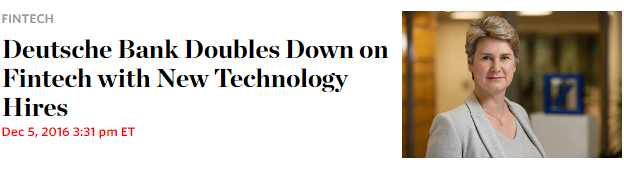 FINTECH
Deutsche Bank Doubles Down on
Fintech with New Technology
Hires
Dec 5, 2016 3:31 pm ET